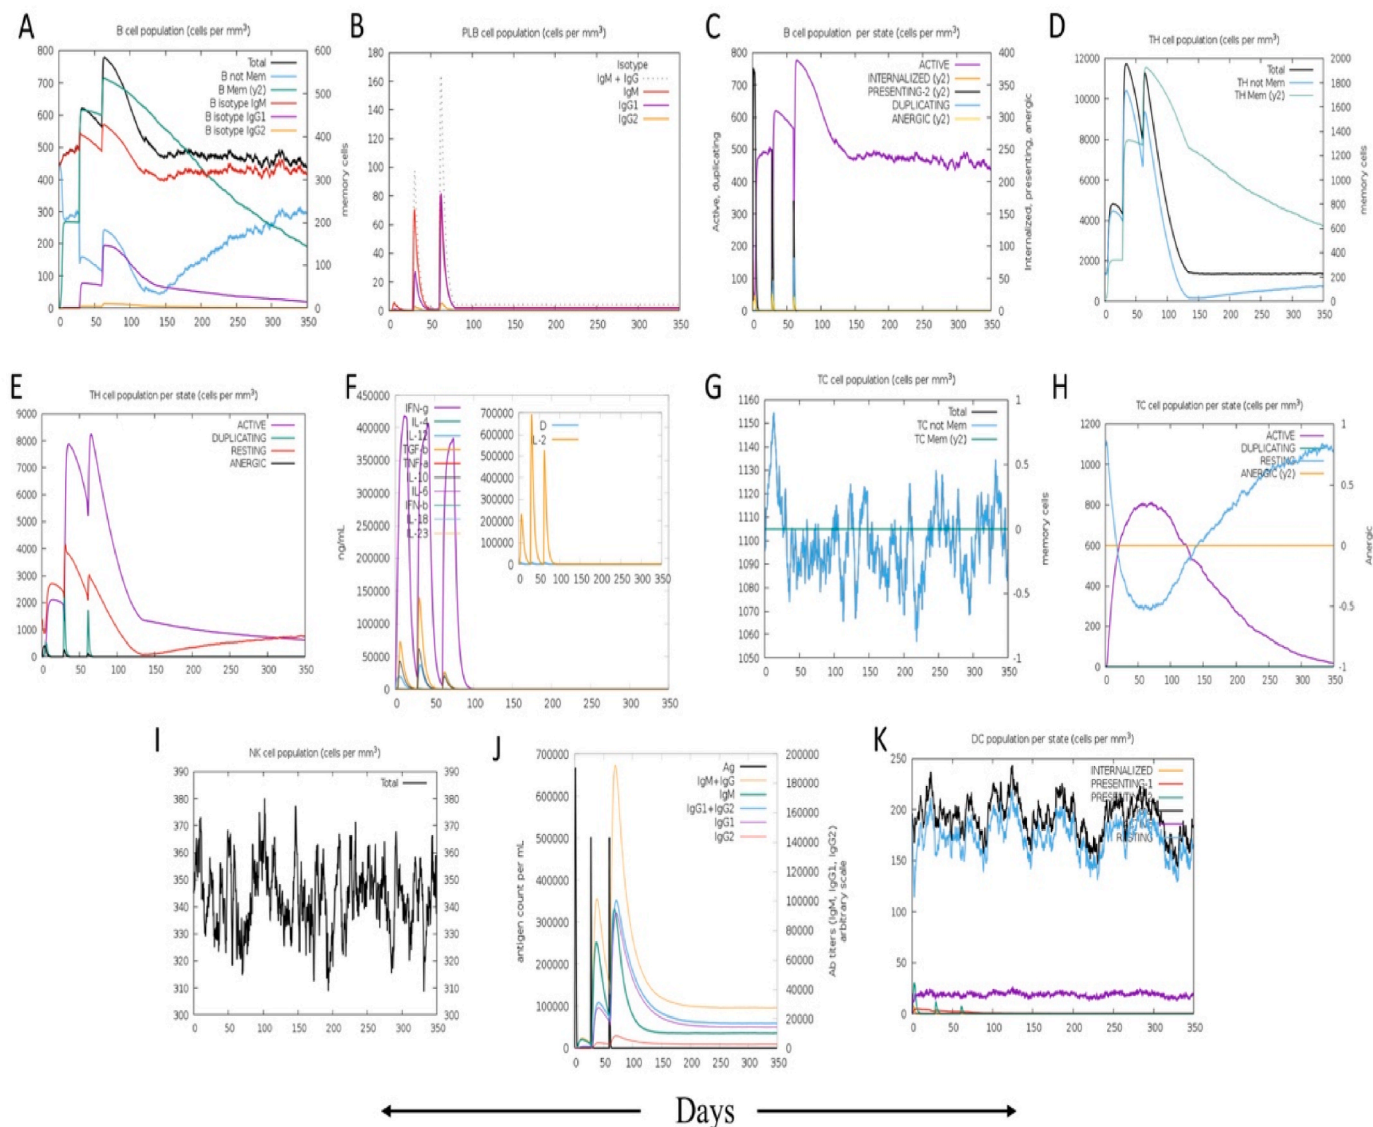 A
B cell population (cells per mm³)
800
700
600
500
400
300
200
100
0
Total
B not Mem
B Mem (y2)
B isotype IgM
B isotype IgG1
B isotype IgG2
600
500
400
300
200
100
0
memory cells
0 50 100 150 200 250 300 350
B
PLB cell population (cells per mm³)
180
160
140
120
100
80
60
40
20
0
Isotype
IgM + IgG
IgM
IgG1
IgG2
0 50 100 150 200 250 300 350
C
B cell population per state (cells per mm³)
Active, duplicating
800
700
600
500
400
300
200
100
0
ACTIVE
INTERNALIZED (y2)
PRESENTING-2 (y2)
DUPLICATING
ANERGIC (y2)
400
350
300
250
200
150
100
50
0
Internalized, presenting, anergic
0 50 100 150 200 250 300 350
D
TH cell population (cells per mm³)
12000
10000
8000
6000
4000
2000
0
Total
TH not Mem
TH Mem (y2)
2000
1800
1600
1400
1200
1000
800
600
400
200
0
memory cells
0 50 100 150 200 250 300 350
E
TH cell population per state (cells per mm³)
9000
8000
7000
6000
5000
4000
3000
2000
1000
0
ACTIVE
DUPLICATING
RESTING
ANERGIC
0 50 100 150 200 250 300 350
F
ng/mL
450000
400000
350000
300000
250000
200000
150000
100000
50000
0
IFN-g
IL-4
IL-12
TGF-b
TNF-a
IL-10
IL-6
IFN-b
IL-18
IL-23
700000
600000
500000
400000
300000
200000
100000
0
D
IL-2
0 50 100 150 200 250 300 350
0 50 100 150 200 250 300 350
G
TC cell population (cells per mm³)
1160
1150
1140
1130
1120
1110
1100
1090
1080
1070
1060
1050
Total
TC not Mem
TC Mem (y2)
1
0.5
0
-0.5
-1
memory cells
0 50 100 150 200 250 300 350
H
TC cell population per state (cells per mm³)
1200
1000
800
600
400
200
0
ACTIVE
DUPLICATING
RESTING
ANERGIC (y2)
1
0.5
0
-0.5
-1
Anergic
0 50 100 150 200 250 300 350
I
NK cell population (cells per mm³)
390
380
370
360
350
340
330
320
310
300
Total
390
380
370
360
350
340
330
320
310
300
0 50 100 150 200 250 300 350
J
antigen count per mL
700000
600000
500000
400000
300000
200000
100000
0
Ag
IgM+IgG
IgM
IgG1+IgG2
IgG1
IgG2
200000
180000
160000
140000
120000
100000
80000
60000
40000
20000
0
Ab titers (IgM, IgG1, IgG2)
arbitrary scale
0 50 100 150 200 250 300 350
K
DC population per state (cells per mm³)
250
200
150
100
50
0
INTERNALIZED
PRESENTING-1
RESTING
0 50 100 150 200 250 300 350
Days